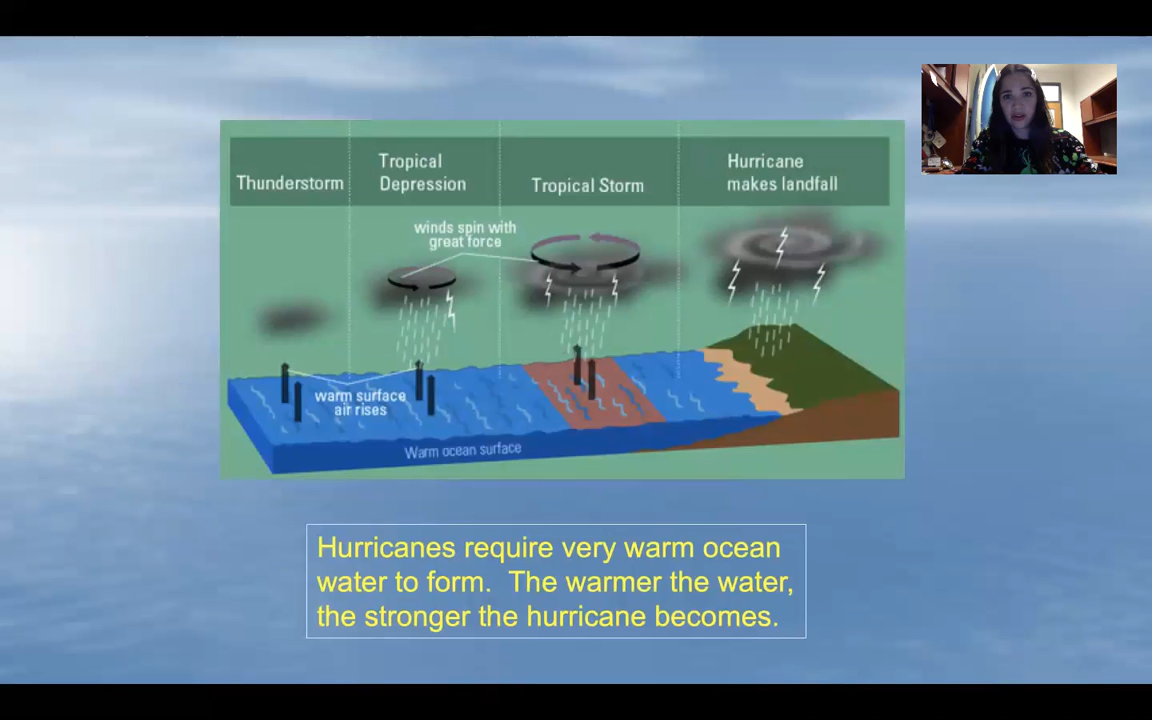 Thunderstorm
Tropical
Depression
Tropical Storm
Hurricane
makes landfall
winds spin with
great force
warm surface
air rises
Warm ocean surface
Hurricanes require very warm ocean
water to form.  The warmer the water,
the stronger the hurricane becomes.